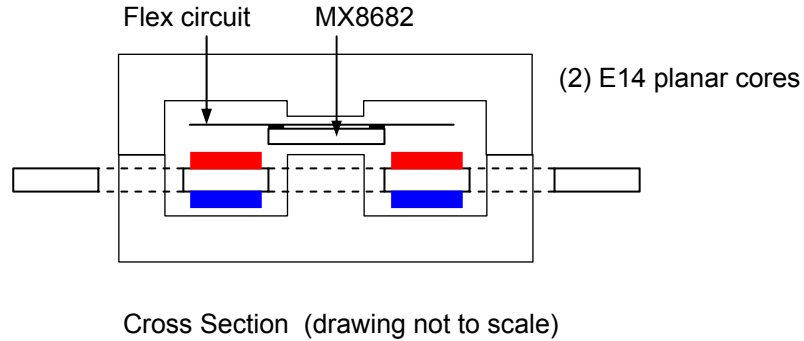 Flex circuit
MX8682
(2) E14 planar cores
Cross Section (drawing not to scale)